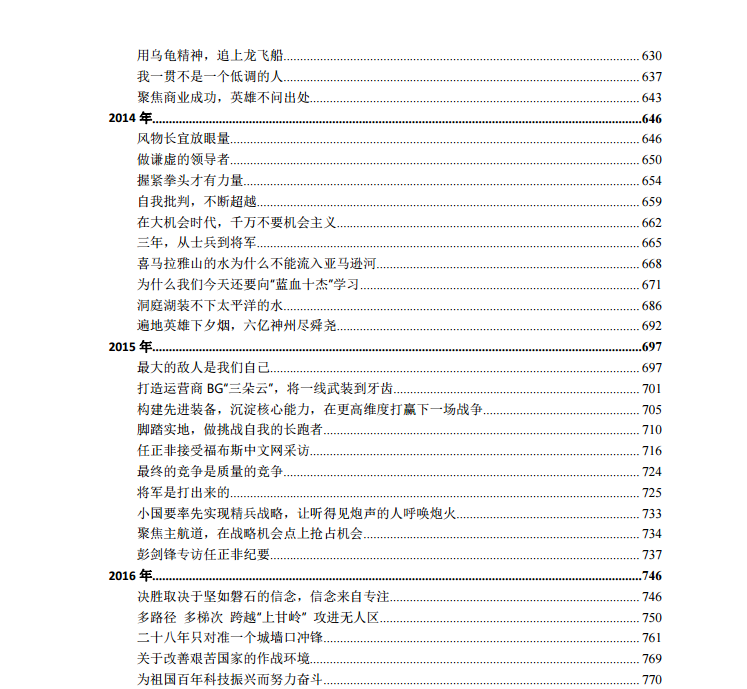 用乌龟精神，追上龙飞船........................630
我一贯不是一个低调的人........................637
聚焦商业成功，英雄不问出处........................643
2014 年........................646
风物长宜放眼量........................646
做谦虚的领导者........................650
握紧拳头才有力量........................654
自我批判，不断超越........................659
在大机会时代，千万不要机会主义........................662
三年，从士兵到将军........................665
喜马拉雅山的水为什么不能流入亚马逊河........................668
为什么我们今天还要向“蓝血十杰”学习........................671
洞庭湖装不下太平洋的水........................686
遍地英雄下夕烟，六亿神州尽舜尧........................692
2015 年........................697
最大的敌人是我们自己........................697
打造运营商 BG“三朵云”，将一线武装到牙齿........................701
构建先进装备，沉淀核心能力，在更高维度打赢下一场战争........................705
脚踏实地，做挑战自我的长跑者........................710
任正非接受福布斯中文网采访........................716
最终的竞争是质量的竞争........................724
将军是打出来的........................725
小国要率先实现精兵战略，让听得见炮声的人呼唤炮火........................733
聚焦主航道，在战略机会点上抢占机会........................734
彭剑锋专访任正非纪要........................737
2016 年........................746
决胜取决于坚如磐石的信念，信念来自专注........................746
多路径 多梯次 跨越“上甘岭” 攻进无人区........................750
二十八年只对准一个城墙口冲锋........................761
关于改善艰苦国家的作战环境........................769
为祖国百年科技振兴而努力奋斗........................770